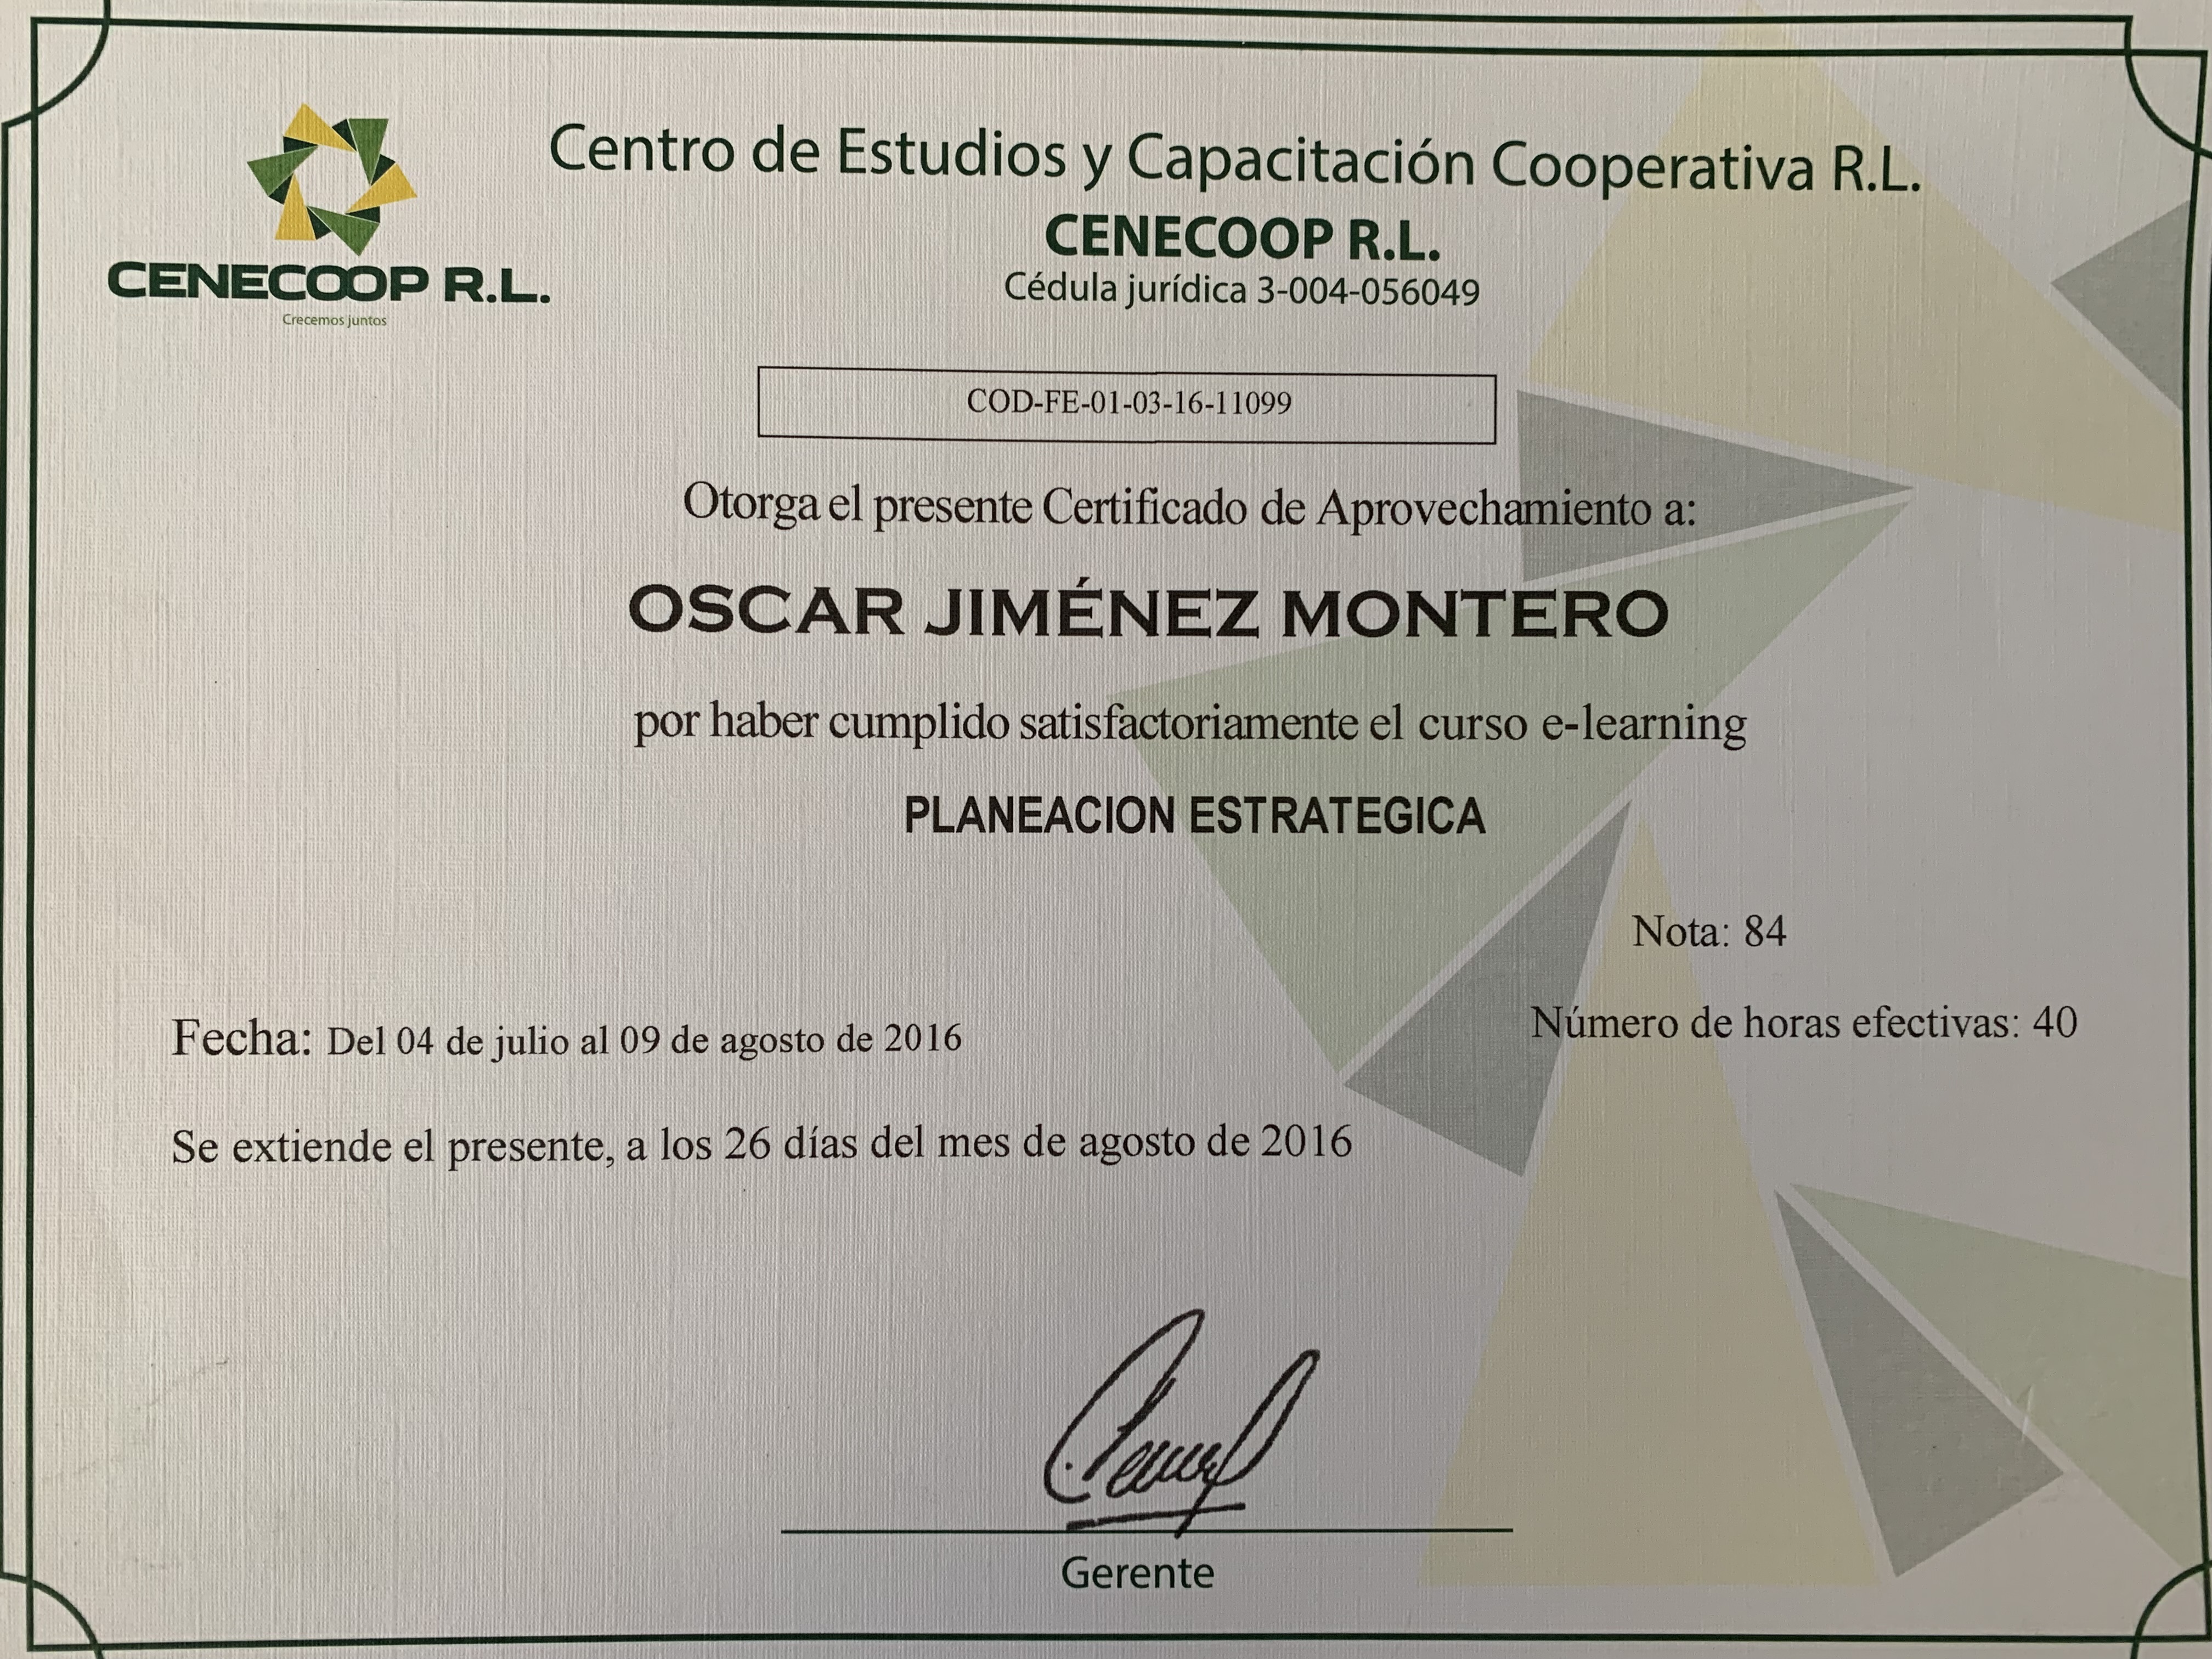 Centro de Estudios y Capacitación Cooperativa R.L.
CENECOOP R.L.
Cédula jurídica 3-004-056049
CENECOOP R.L.
Crecemos juntos
COD-FE-01-03-16-11099
Otorga el presente Certificado de Aprovechamiento a:
OSCAR JIMÉNEZ MONTERO
por haber cumplido satisfactoriamente el curso e-learning
PLANEACION ESTRATEGICA
Nota: 84
Número de horas efectivas: 40
Fecha: Del 04 de julio al 09 de agosto de 2016
Se extiende el presente, a los 26 días del mes de agosto de 2016
Gerente